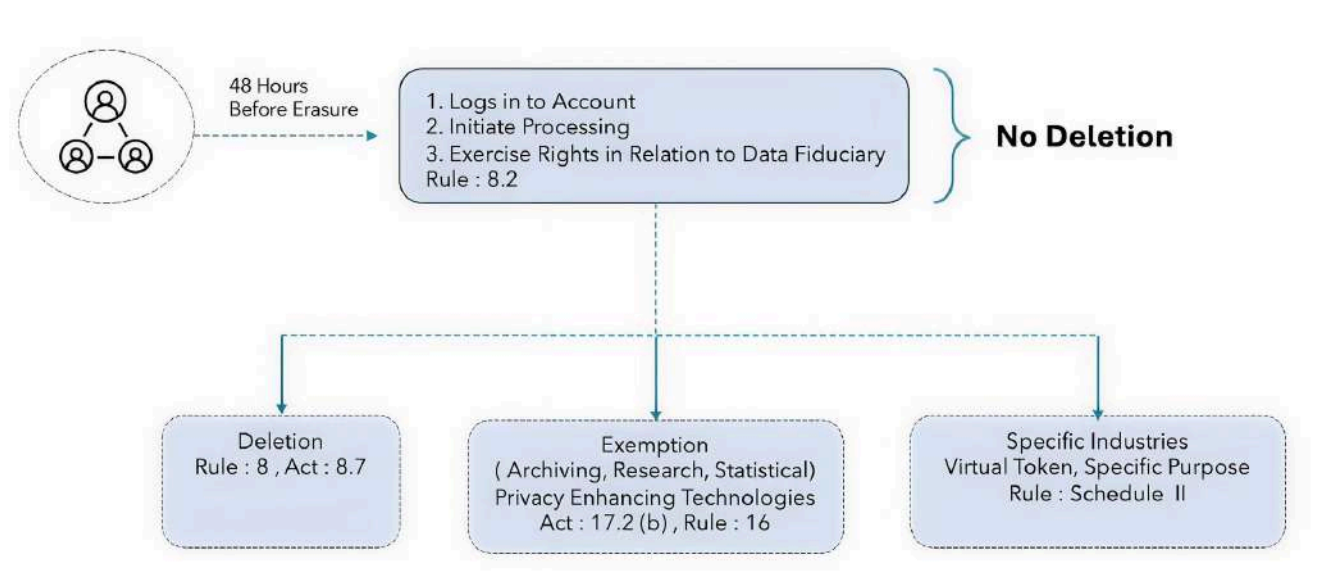 48 Hours
Before Erasure
1. Logs in to Account
2. Initiate Processing
3. Exercise Rights in Relation to Data Fiduciary
Rule : 8.2
No Deletion
Deletion
Rule : 8 , Act : 8.7
Exemption
( Archiving, Research, Statistical)
Privacy Enhancing Technologies
Act : 17.2 (b) , Rule : 16
Specific Industries
Virtual Token, Specific Purpose
Rule : Schedule II